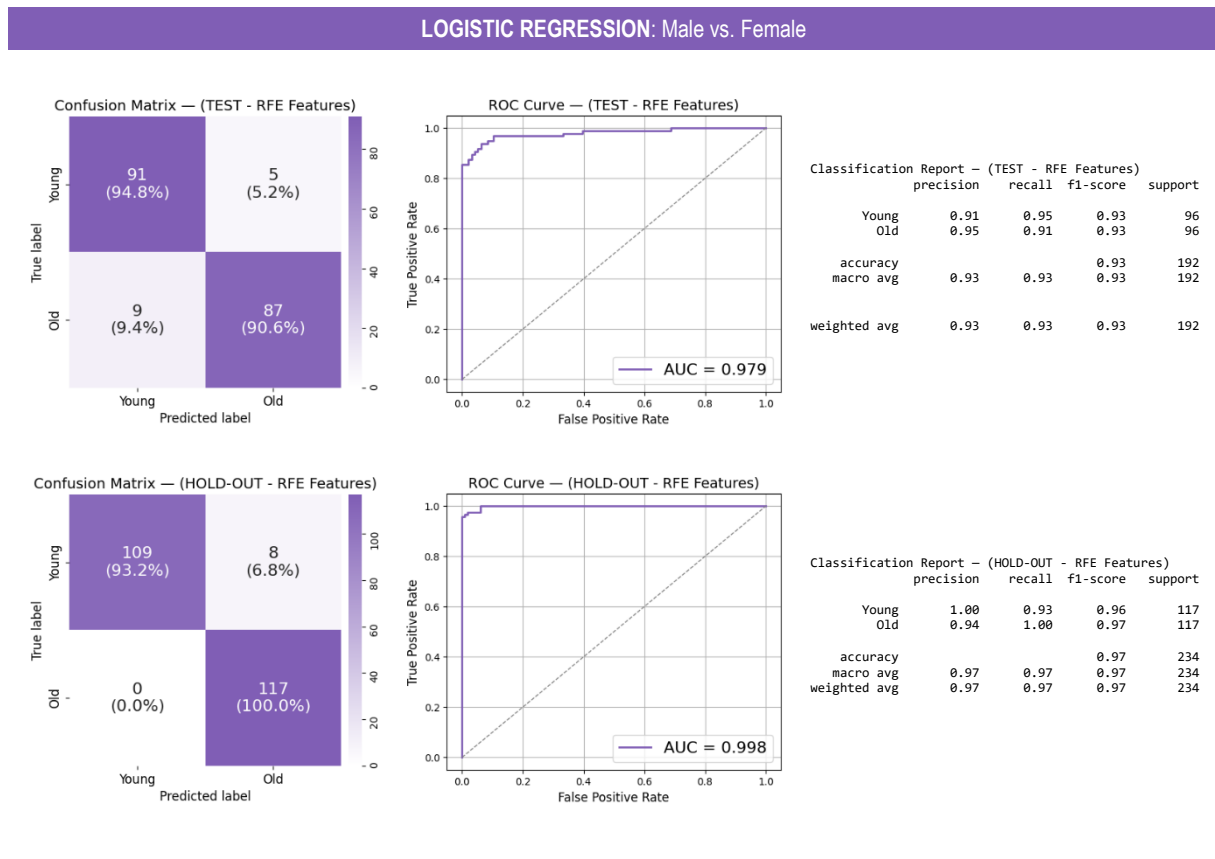 LOGISTIC REGRESSION: Male vs. Female
Confusion Matrix — (TEST - RFE Features)
Young
Old
True label
91
(94.8%)
5
(5.2%)
9
(9.4%)
87
(90.6%)
Young
Old
Predicted label
80
60
40
20
0
ROC Curve — (TEST - RFE Features)
True Positive Rate
1.0
0.8
0.6
0.4
0.2
0.0
0.0 0.2 0.4 0.6 0.8 1.0
False Positive Rate
AUC = 0.979
Classification Report — (TEST - RFE Features)
precision recall f1-score support
Young 0.91 0.95 0.93 96
Old 0.95 0.91 0.93 96
accuracy 0.93 192
macro avg 0.93 0.93 0.93 192
weighted avg 0.93 0.93 0.93 192
Confusion Matrix — (HOLD-OUT - RFE Features)
Young
Old
True label
109
(93.2%)
8
(6.8%)
0
(0.0%)
117
(100.0%)
Young
Old
Predicted label
100
80
60
40
20
0
ROC Curve — (HOLD-OUT - RFE Features)
True Positive Rate
1.0
0.8
0.6
0.4
0.2
0.0
0.0 0.2 0.4 0.6 0.8 1.0
False Positive Rate
AUC = 0.998
Classification Report — (HOLD-OUT - RFE Features)
precision recall f1-score support
Young 1.00 0.93 0.96 117
Old 0.94 1.00 0.97 117
accuracy 0.97 234
macro avg 0.97 0.97 0.97 234
weighted avg 0.97 0.97 0.97 234